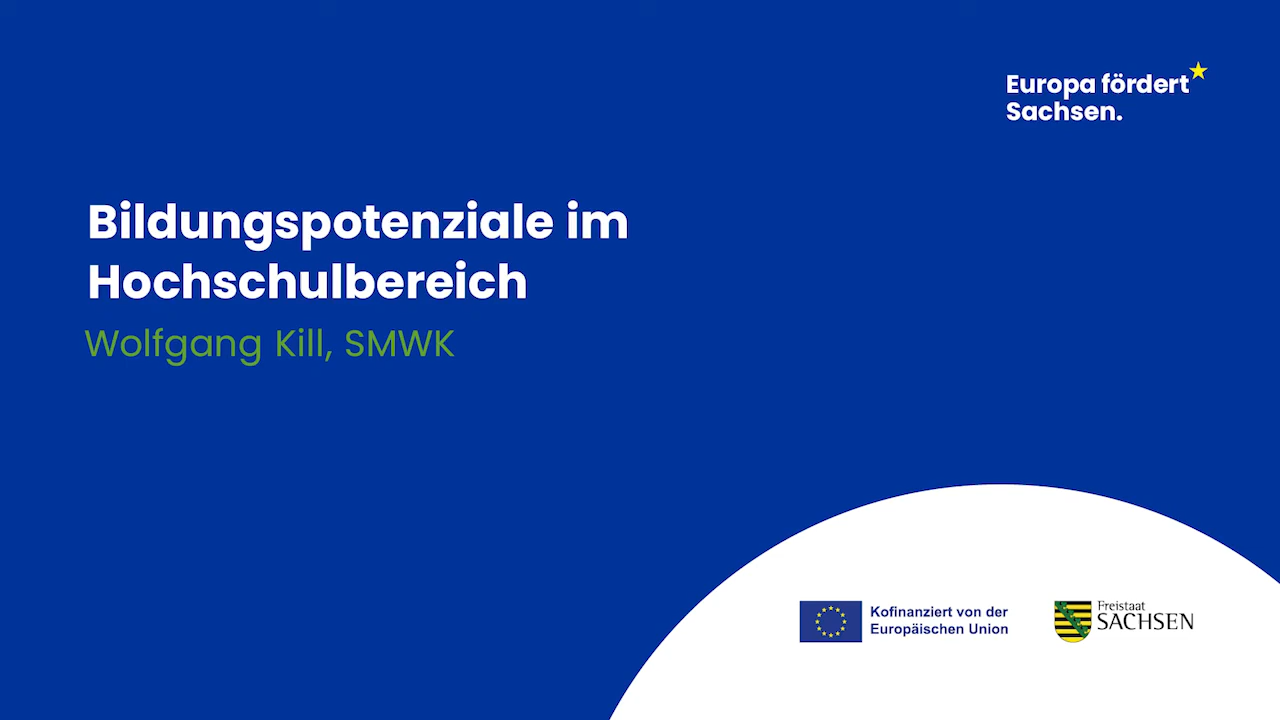 Europa fördert
Sachsen.
Bildungspotenziale im
Hochschulbereich
Wolfgang Kill, SMWK
Kofinanziert von der
Europäischen Union
Freistaat
SACHSEN